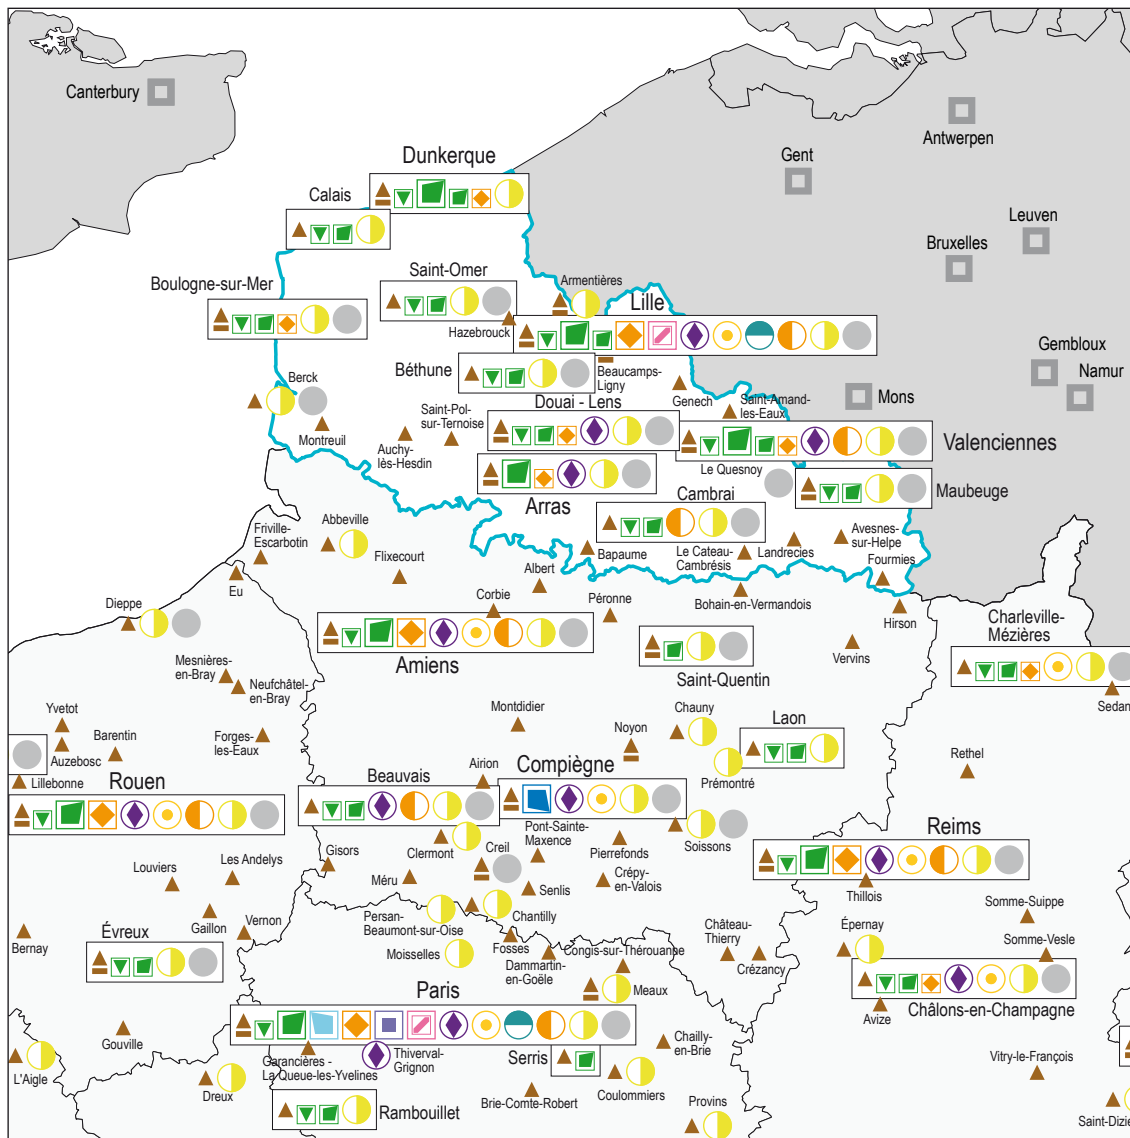 Canterbury
Antwerpen
Dunkerque
Gent
Calais
Leuven
Bruxelles
Boulogne-sur-Mer
Saint-Omer
Armentières
Lille
Hazebrouck
Gembloux
Namur
Béthune
Beaucamps-
Ligny
Berck
Genech
Mons
Saint-Amand-
les-Eaux
Douai - Lens
Saint-Pol
-sur-Ternoise
Montreuil
Auchy-
lès-Hesdin
Valenciennes
Le Quesnoy
Maubeuge
Arras
Cambrai
Abbeville
Friville-
Escarbotin
Flixecourt
Bapaume
Le Cateau-
Cambrésis
Landrecies
Avesnes-
sur-Helpe
Fourmies
Eu
Albert
Dieppe
Corbie
Péronne
Bohain-en-Vermandois
Hirson
Charleville-
Mézières
Amiens
Vervins
Mesnières-
en-Bray
Neufchâtel-
en-Bray
Saint-Quentin
Sedan
Yvetot
Montdidier
Noyon
Chauny
Laon
Auzebosc
Barentin
Forges-
les-Eaux
Rethel
Lillebonne
Airion
Prémontré
Rouen
Beauvais
Compiègne
Clermont
Pont-Sainte-
Maxence
Pierrefonds
Soissons
Reims
Gisors
Creil
Louviers
Les Andelys
Méru
Senlis
Crépy-
en-Valois
Thillois
Somme-Suippe
Gaillon
Vernon
Persan-
Beaumont-sur-Oise
Chantilly
Château-
Thierry
Épernay
Somme-Vesle
Bernay
Évreux
Moisselles
Fosses
Dammartin-
en-Goële
Congis-sur-Thérouanne
Crézancy
Meaux
Châlons-en-Champagne
Avize
Paris
Gouville
Garancières -
La Queue-les-Yvelines
Thiverval-
Grignon
Serris
Chailly-
en-Brie
Vitry-le-François
L'Aigle
Dreux
Coulommiers
Rambouillet
Brie-Comte-Robert
Provins
Saint-Dizie